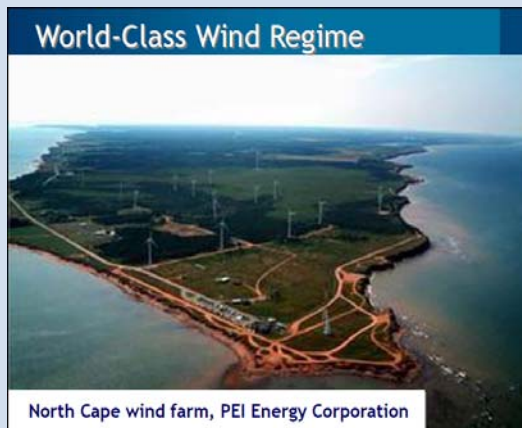 World-Class Wind Regime
North Cape wind farm, PEI Energy Corporation